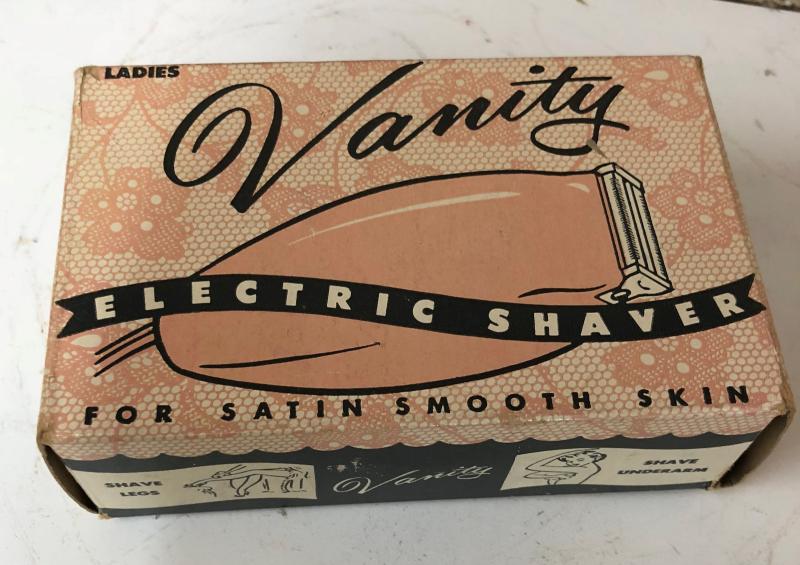 LADIES
Vanity
ELECTRIC SHAVER
FOR SATIN SMOOTH SKIN
SHAVE
LEGS
Vanity
SHAVE
UNDERARM